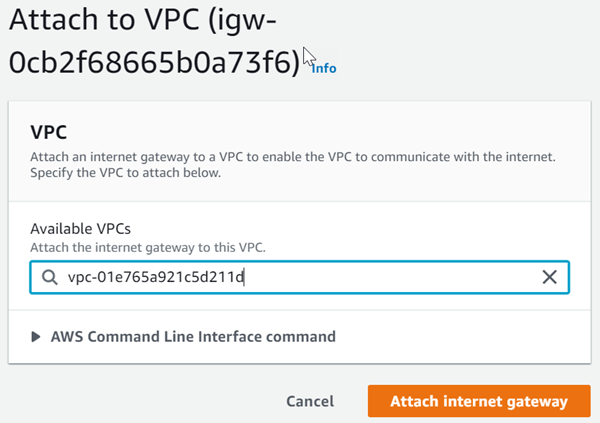 Attach to VPC (igw-
0cb2f68665b0a73f6) Info
VPC
Attach an internet gateway to a VPC to enable the VPC to communicate with the internet.
Specify the VPC to attach below.
Available VPCs
Attach the internet gateway to this VPC.
vpc-01e765a921c5d211d
AWS Command Line Interface command
Cancel Attach internet gateway